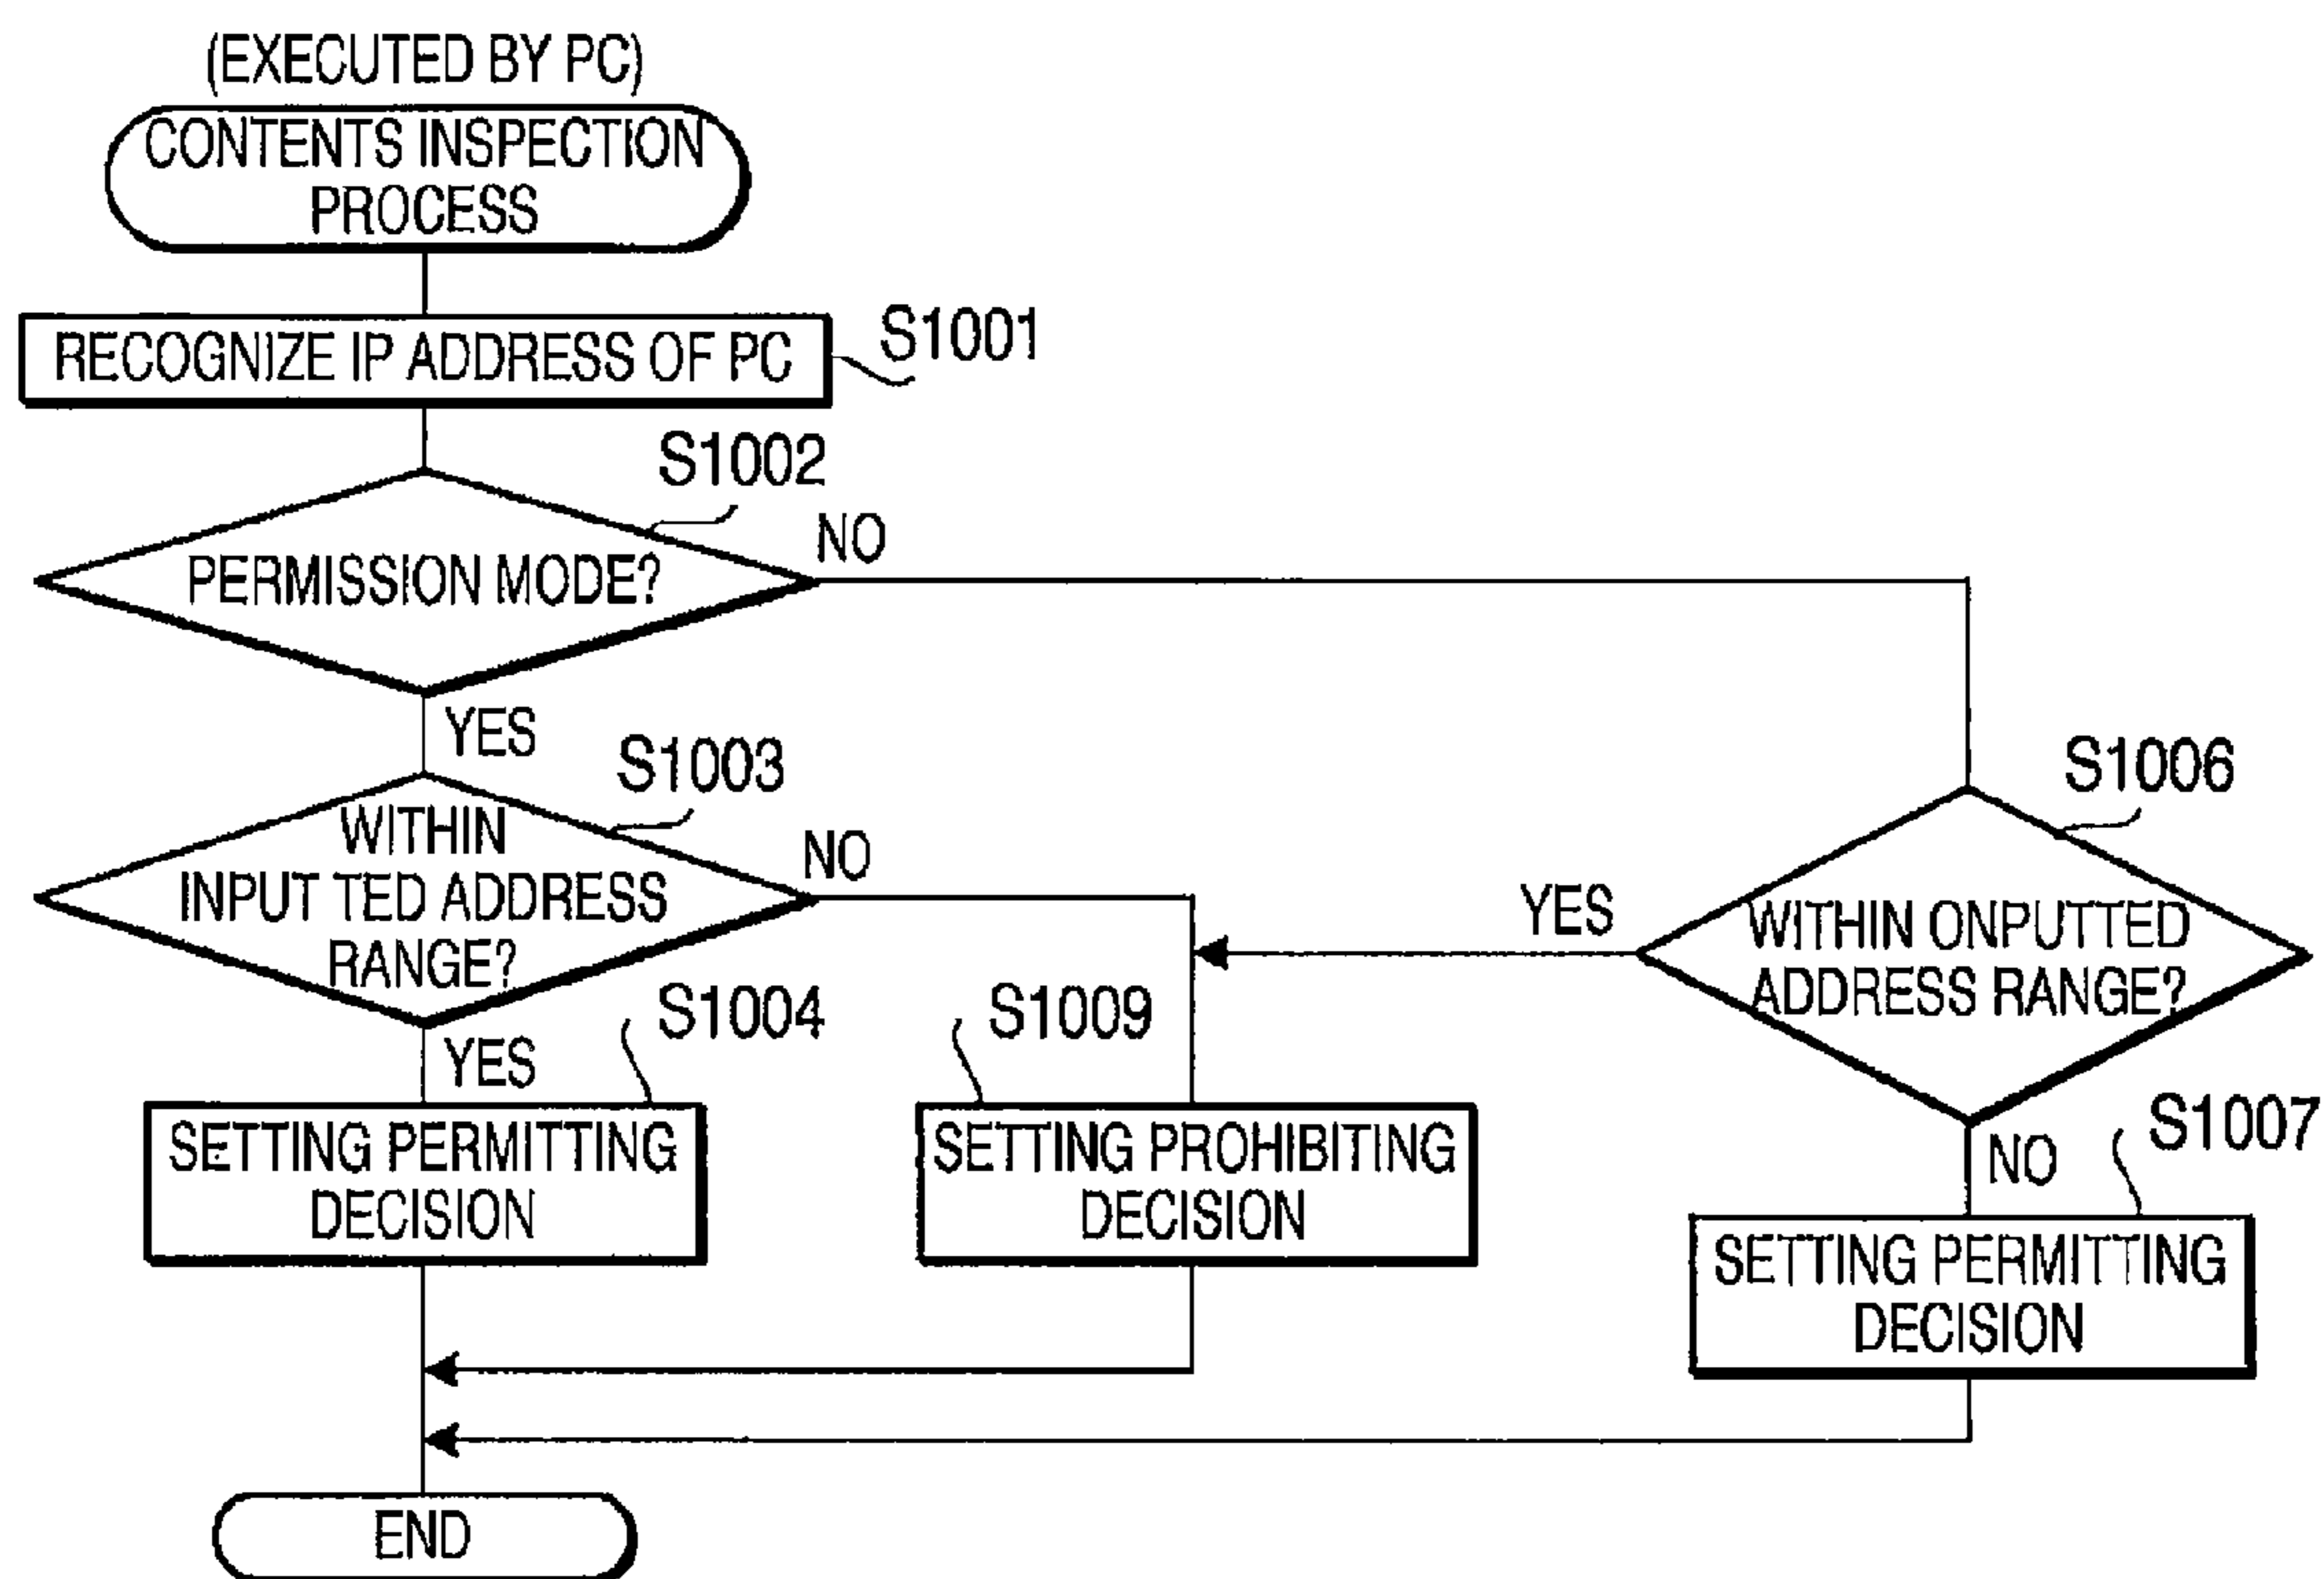 (EXECUTED BY PC)
CONTENTS INSPECTION
PROCESS
RECOGNIZE IP ADDRESS OF PC
S1001
S1002
PERMISSION MODE?
NO
YES
S1003
WITHIN
INPUT TED ADDRESS
RANGE?
NO
YES
S1004
SETTING PERMITTING
DECISION
S1009
SETTING PROHIBITING
DECISION
S1006
YES
WITHIN ONPUTTED
ADDRESS RANGE?
NO
S1007
SETTING PERMITTING
DECISION
END